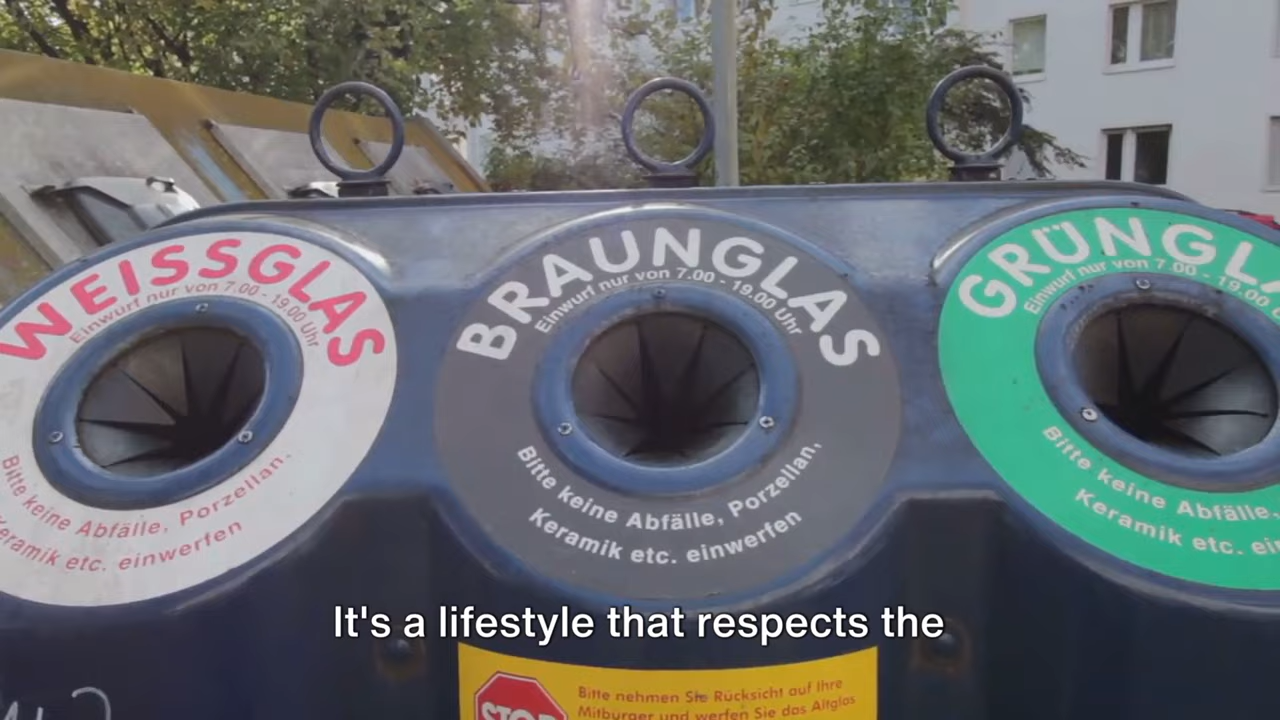 WEISSGLAS
Einwurf nur von 7.00 - 19.00 Uhr
Bitte keine Abfälle, Porzellan,
Keramik etc. einwerfen
BRAUNGLAS
Einwurf nur von 7.00 - 19.00 Uhr
Bitte keine Abfälle, Porzellan,
Keramik etc. einwerfen
GRÜNGLA
Einwurf nur von 7.00 - 19.00
Bitte keine Abfälle,
Keramik etc. ein
It's a lifestyle that respects the
STOP
Bitte nehmen Sie Rücksicht auf Ihre
Mitbürger und werfen Sie das Altglas